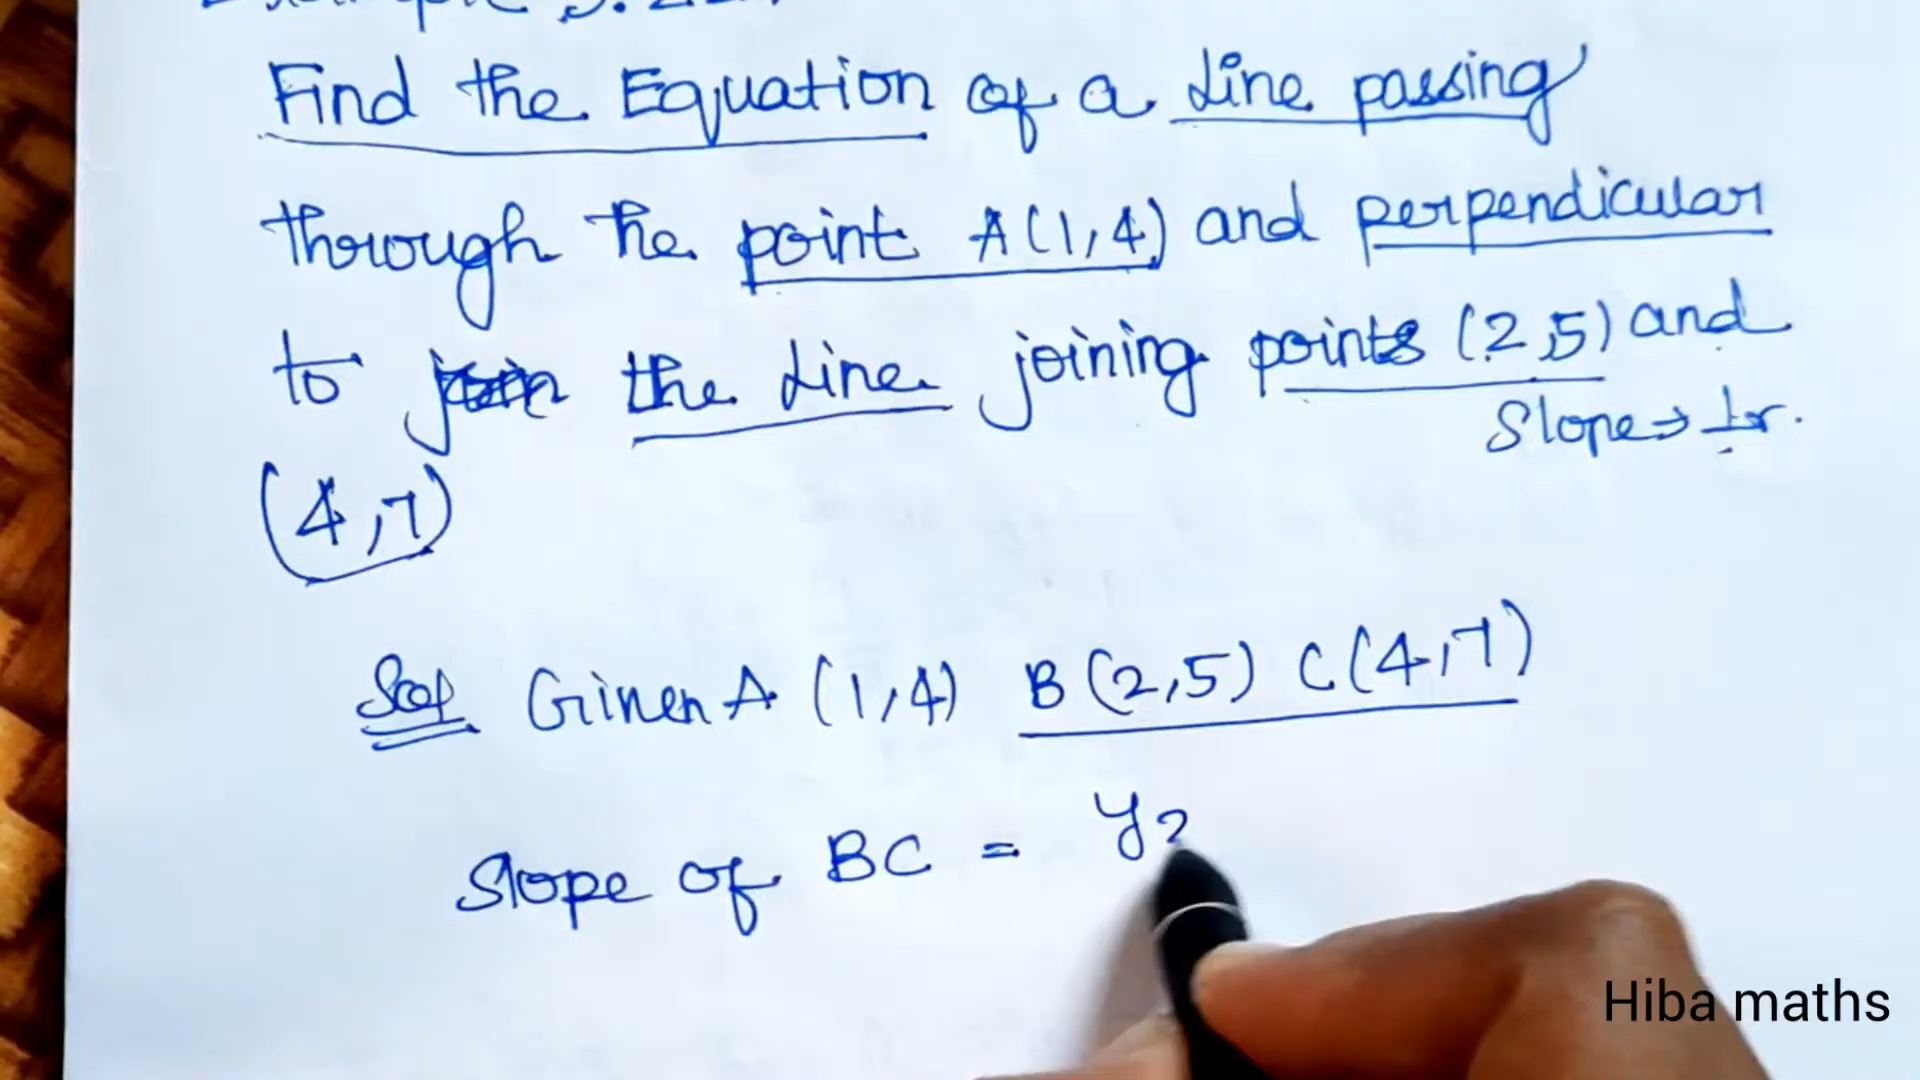 Find the Equation of a Line passing
through the point A(1,4) and perpendicular
to the Line joining points (2,5) and
Slope → ⊥r.
(4,7)
Sol Given A (1,4) B(2,5) C(4,7)
Slope of BC = y2
Hiba maths